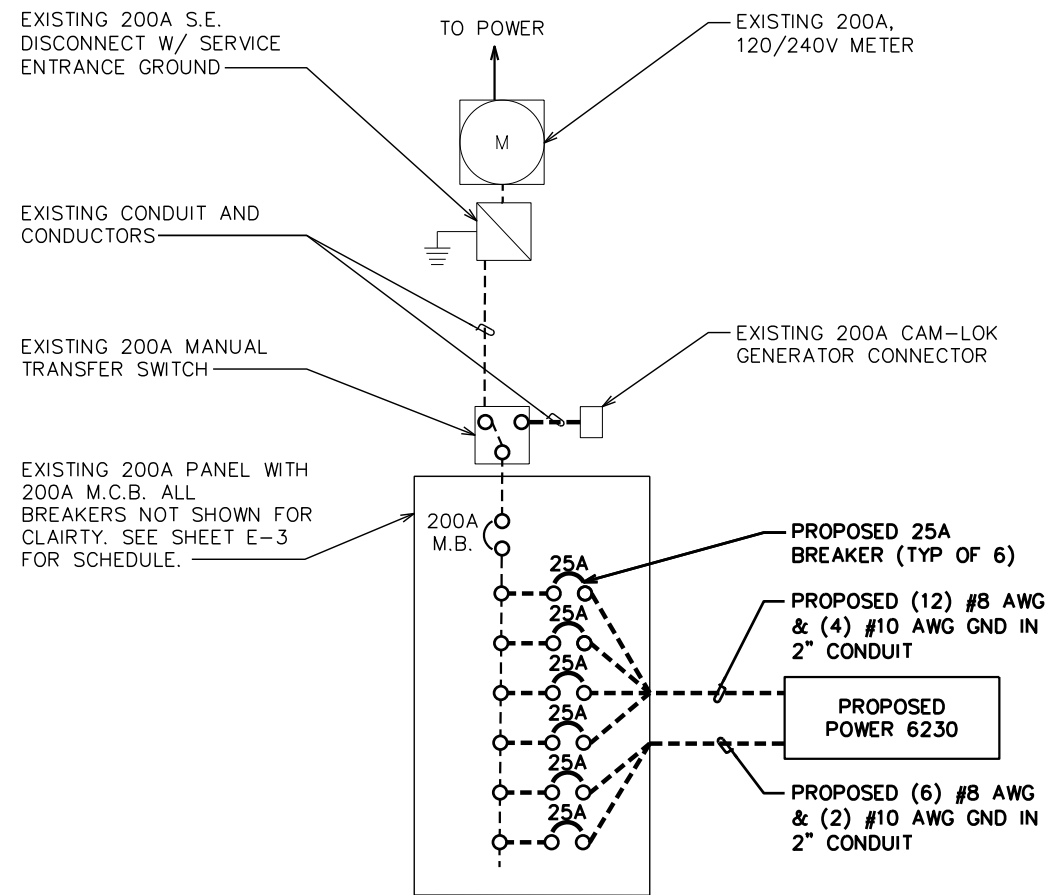 EXISTING 200A S.E.
DISCONNECT W/ SERVICE
ENTRANCE GROUND
TO POWER
EXISTING 200A,
120/240V METER
M
EXISTING CONDUIT AND
CONDUCTORS
EXISTING 200A MANUAL
TRANSFER SWITCH
EXISTING 200A CAM-LOK
GENERATOR CONNECTOR
EXISTING 200A PANEL WITH
200A M.C.B. ALL
BREAKERS NOT SHOWN FOR
CLAIRTY. SEE SHEET E-3
FOR SCHEDULE.
200A
M.B.
25A
25A
25A
25A
25A
25A
PROPOSED 25A
BREAKER (TYP OF 6)
PROPOSED (12) #8 AWG
& (4) #10 AWG GND IN
2" CONDUIT
PROPOSED
POWER 6230
PROPOSED (6) #8 AWG
& (2) #10 AWG GND IN
2" CONDUIT